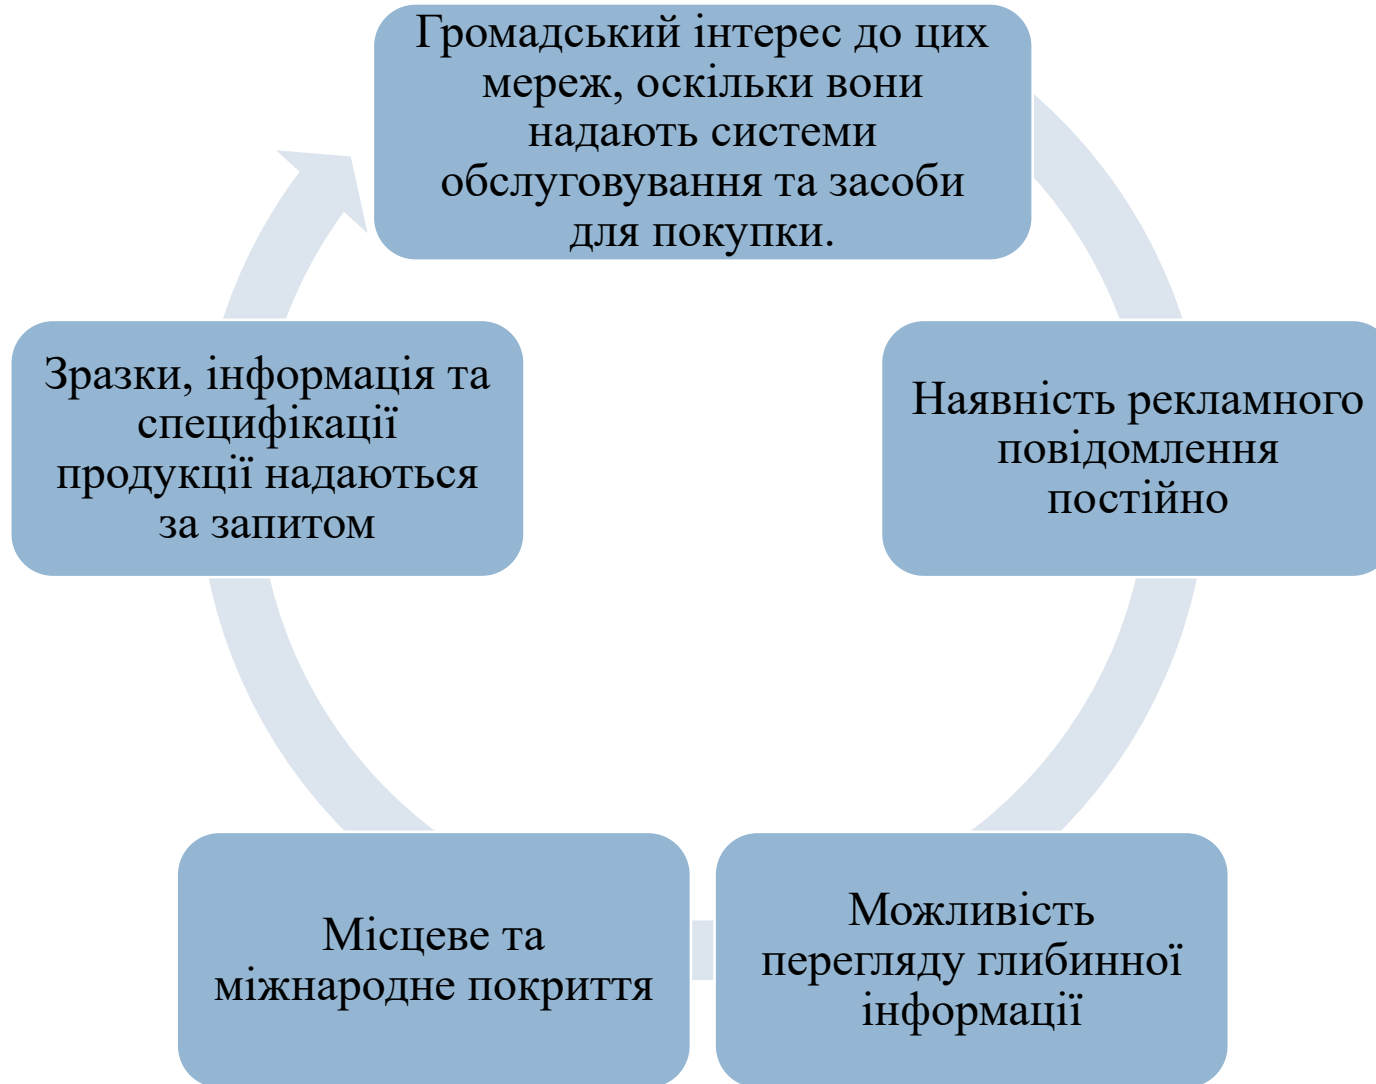 Громадський інтерес до цих
мереж, оскільки вони
надають системи
обслуговування та засоби
для покупки.
Наявність рекламного
повідомлення
постійно
Можливість
перегляду глибинної
інформації
Місцеве та
міжнародне покриття
Зразки, інформація та
специфікації
продукції надаються
за запитом